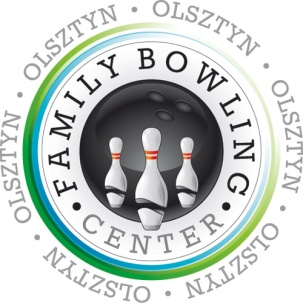 OLSZTYN • OLSZTYN • OLSZTYN • OLSZTYN • OLSZTYN • OLSZTYN •
• FAMILY BOWLING •
CENTER